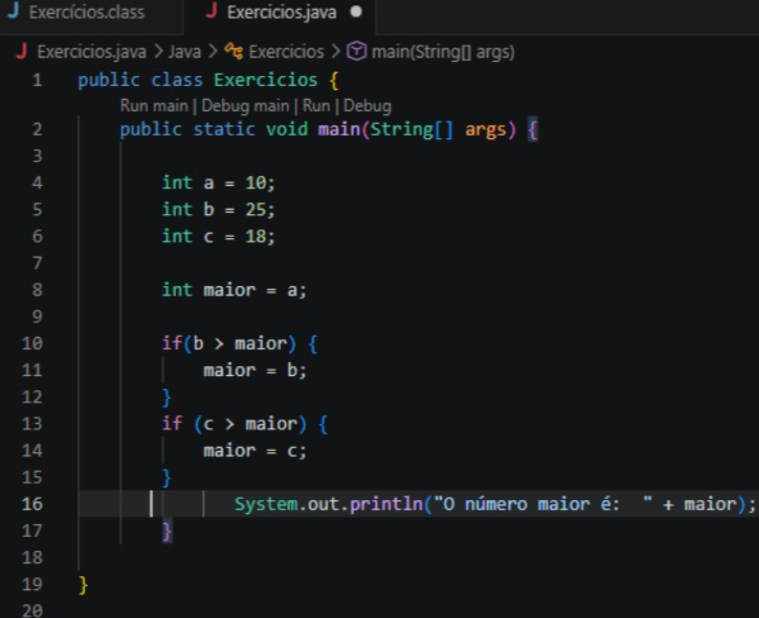 J Exercícios.class J Exercicios.java ●
J Exercicios.java > Java > Exercicios > main(String[] args)
1 public class Exercicios {
Run main | Debug main | Run | Debug
2 public static void main(String[] args) {
3
4 int a = 10;
5 int b = 25;
6 int c = 18;
7
8 int maior = a;
9
10 if(b > maior) {
11 maior = b;
12 }
13 if (c > maior) {
14 maior = c;
15 }
16 System.out.println("O número maior é:  " + maior);
17 }
18
19 }
20